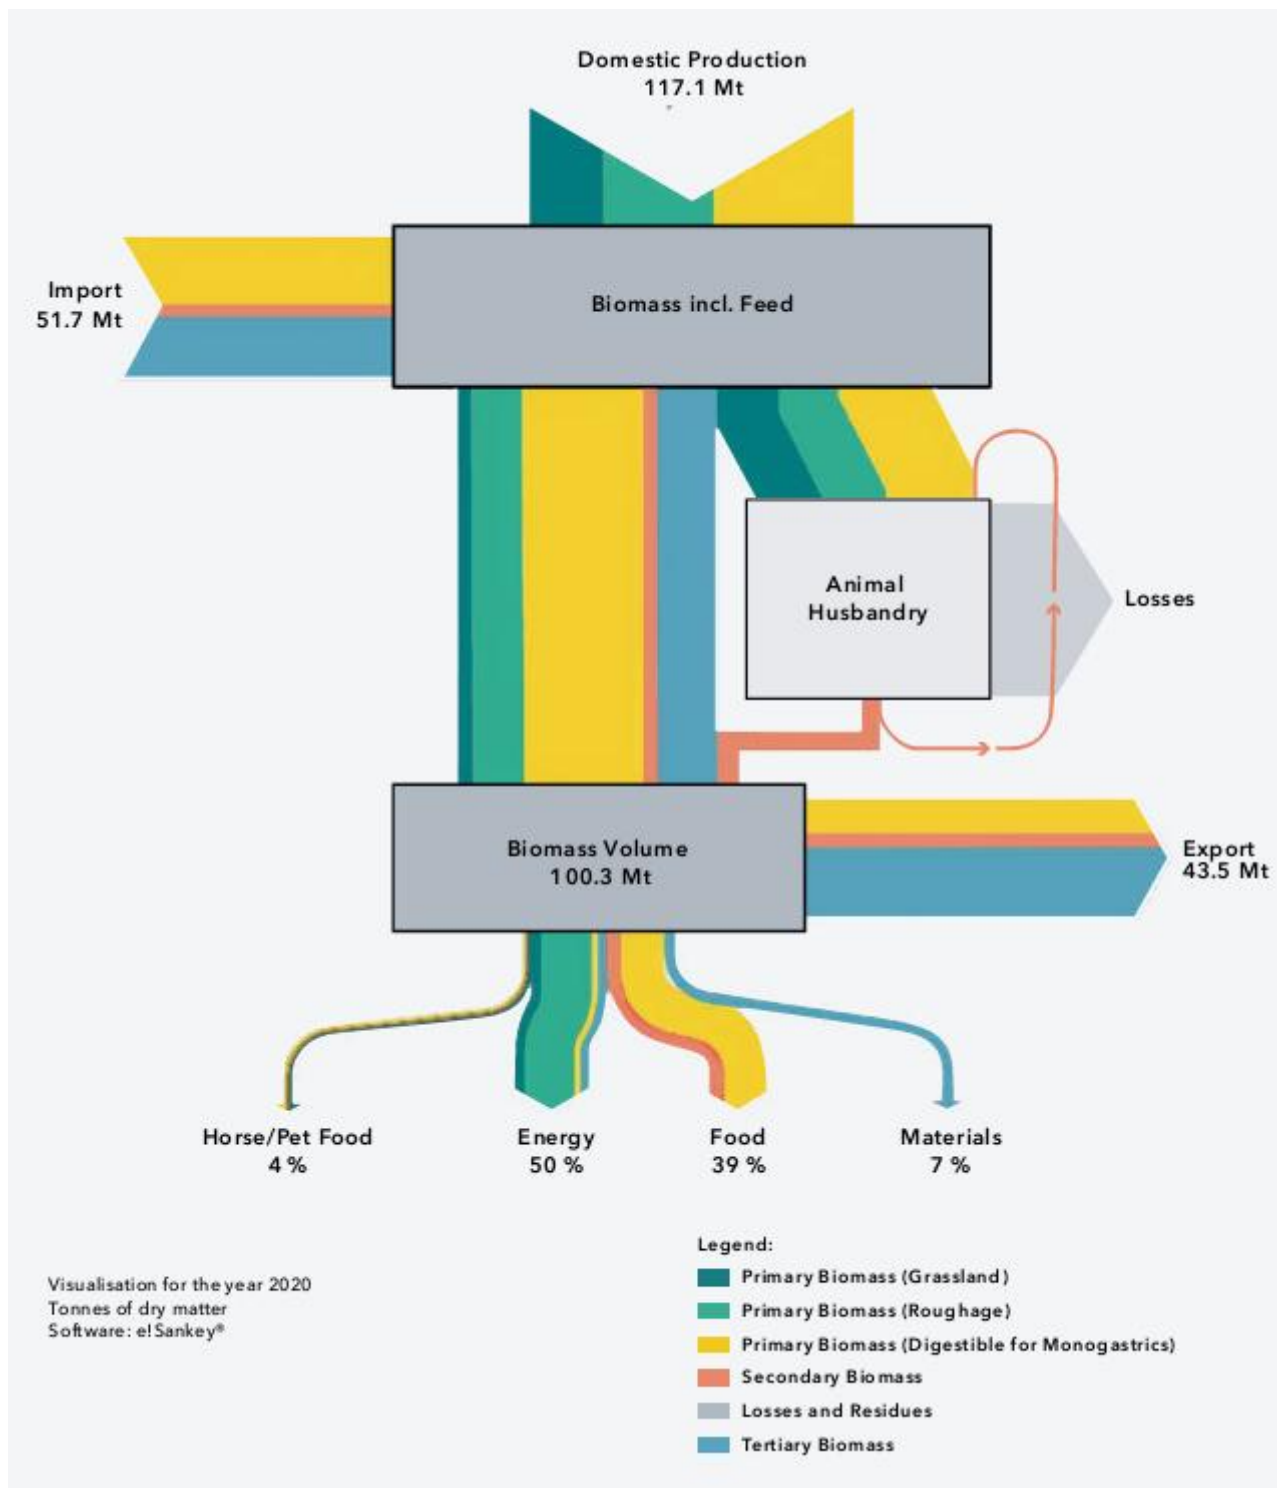 Domestic Production
117.1 Mt
Import
51.7 Mt
Biomass incl. Feed
Animal
Husbandry
Losses
Biomass Volume
100.3 Mt
Export
43.5 Mt
Horse/Pet Food
4 %
Energy
50 %
Food
39 %
Materials
7 %
Visualisation for the year 2020
Tonnes of dry matter
Software: e!Sankey®
Legend:
Primary Biomass (Grassland)
Primary Biomass (Roughage)
Primary Biomass (Digestible for Monogastrics)
Secondary Biomass
Losses and Residues
Tertiary Biomass